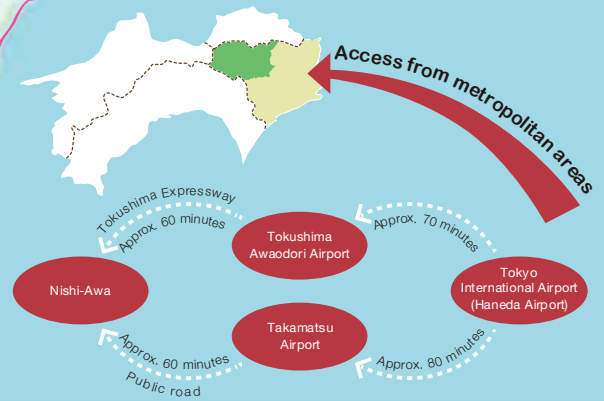 Access from metropolitan areas
Tokushima Expressway
Approx. 60 minutes
Approx. 70 minutes
Tokushima
Awaodori Airport
Nishi-Awa
Tokyo
International Airport
(Haneda Airport)
Takamatsu
Airport
Approx. 60 minutes
Public road
Approx. 80 minutes